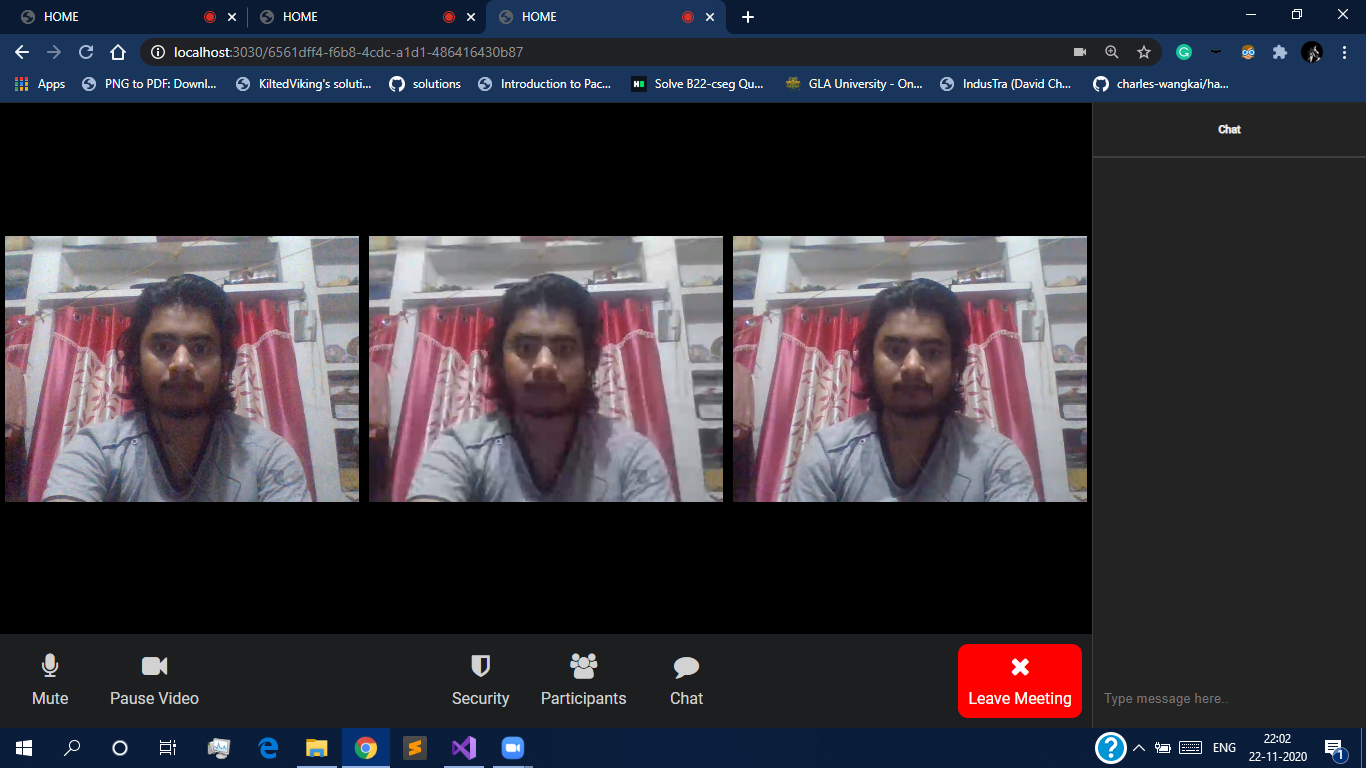 HOME
HOME
HOME
localhost:3030/6561dff4-f6b8-4cdc-a1d1-486416430b87
Apps
PNG to PDF: Downl...
KiltedViking's soluti...
solutions
Introduction to Pac...
Solve B22-cseg Qu...
GLA University - On...
IndusTra (David Ch...
charles-wangkai/ha...
Chat
Mute
Pause Video
Security
Participants
Chat
Leave Meeting
Type message here..
ENG
22:02
22-11-2020
1